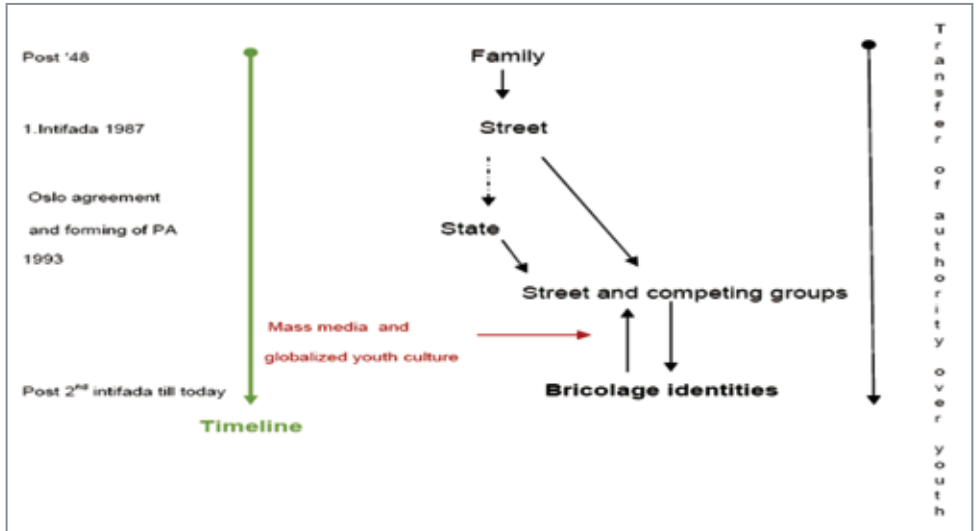 Post '48
Family
1.Intifada 1987
Street
Oslo agreement
and forming of PA
1993
State
Street and competing groups
Mass media and
globalized youth culture
Post 2nd intifada till today
Bricolage identities
Timeline
Transfer of authority over youth